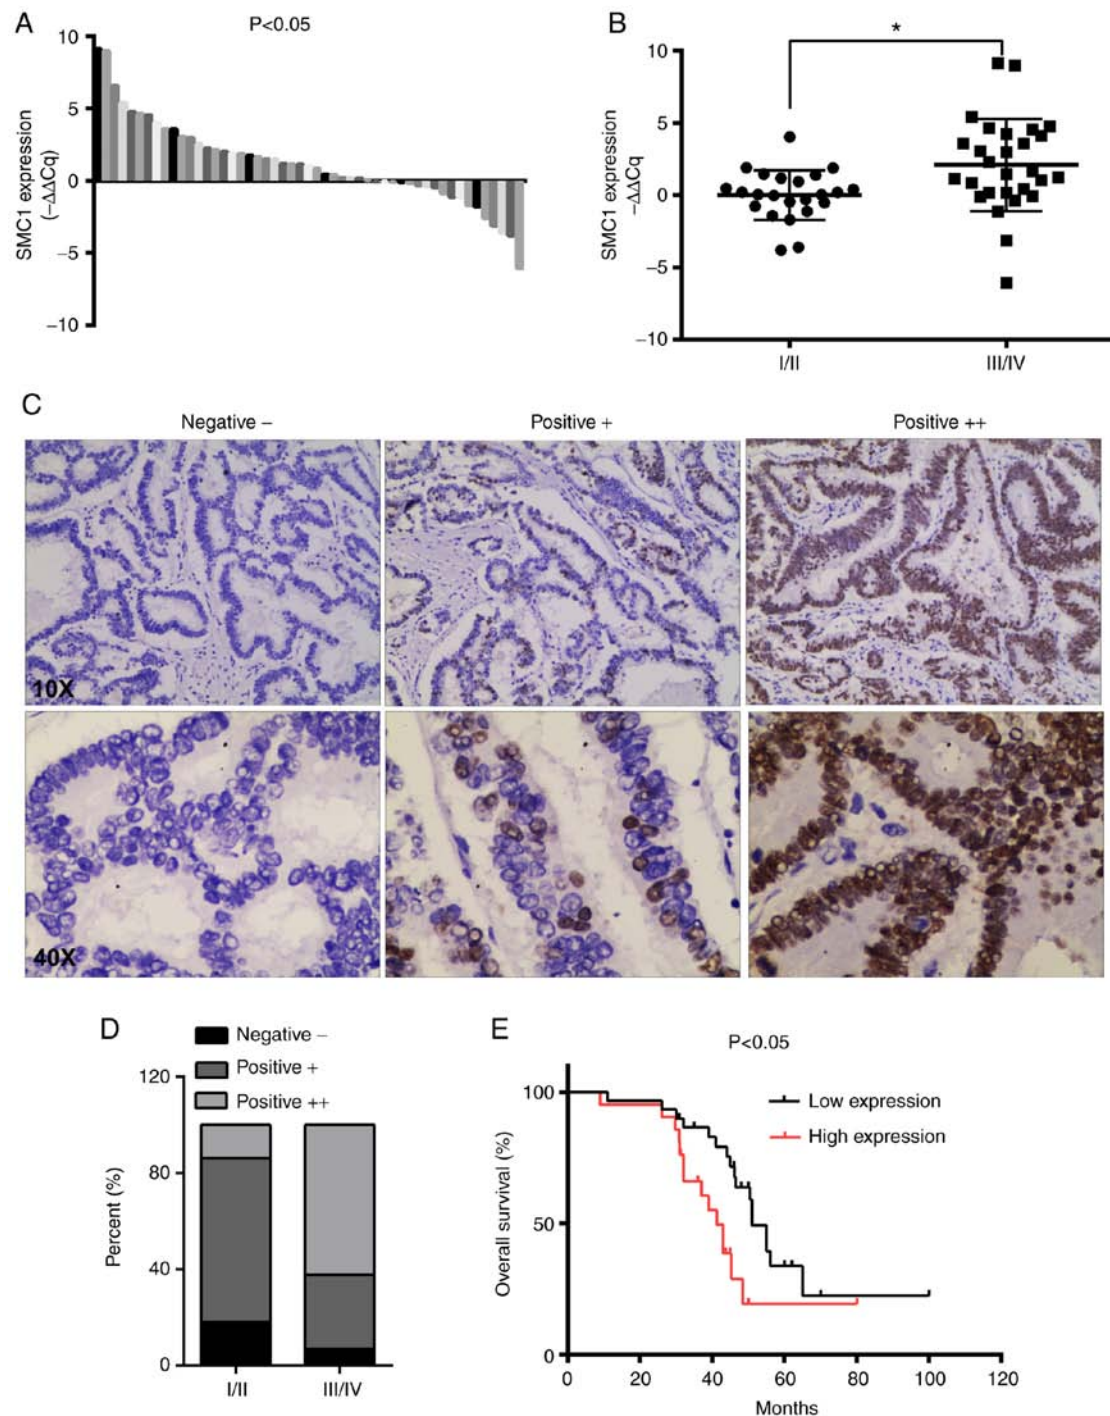 A
P<0.05
SMC1 expression
(−ΔΔCq)
10
5
0
−5
−10
B
*
SMC1 expression
−ΔΔCq
10
5
0
−5
−10
I/II
III/IV
C
Negative −
Positive +
Positive ++
10X
40X
D
Negative −
Positive +
Positive ++
Percent (%)
120
80
40
0
I/II
III/IV
E
P<0.05
Low expression
High expression
Overall survival (%)
100
50
0
0 20 40 60 80 100 120
Months